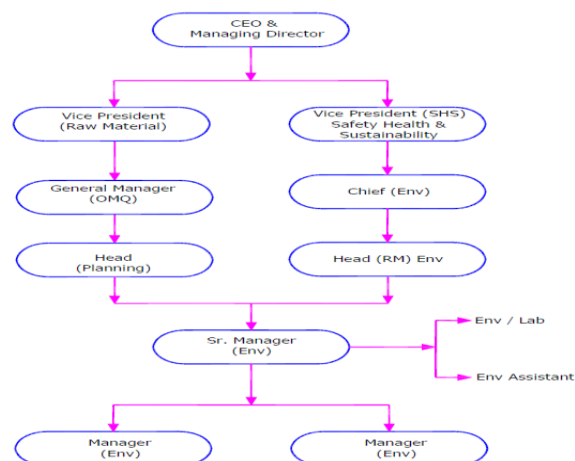 CEO &
Managing Director
Vice President
(Raw Material)
Vice President (SHS)
Safety Health &
Sustainability
General Manager
(OMQ)
Chief (Env)
Head
(Planning)
Head (RM) Env
Sr. Manager
(Env)
Env / Lab
Env Assistant
Manager
(Env)
Manager
(Env)